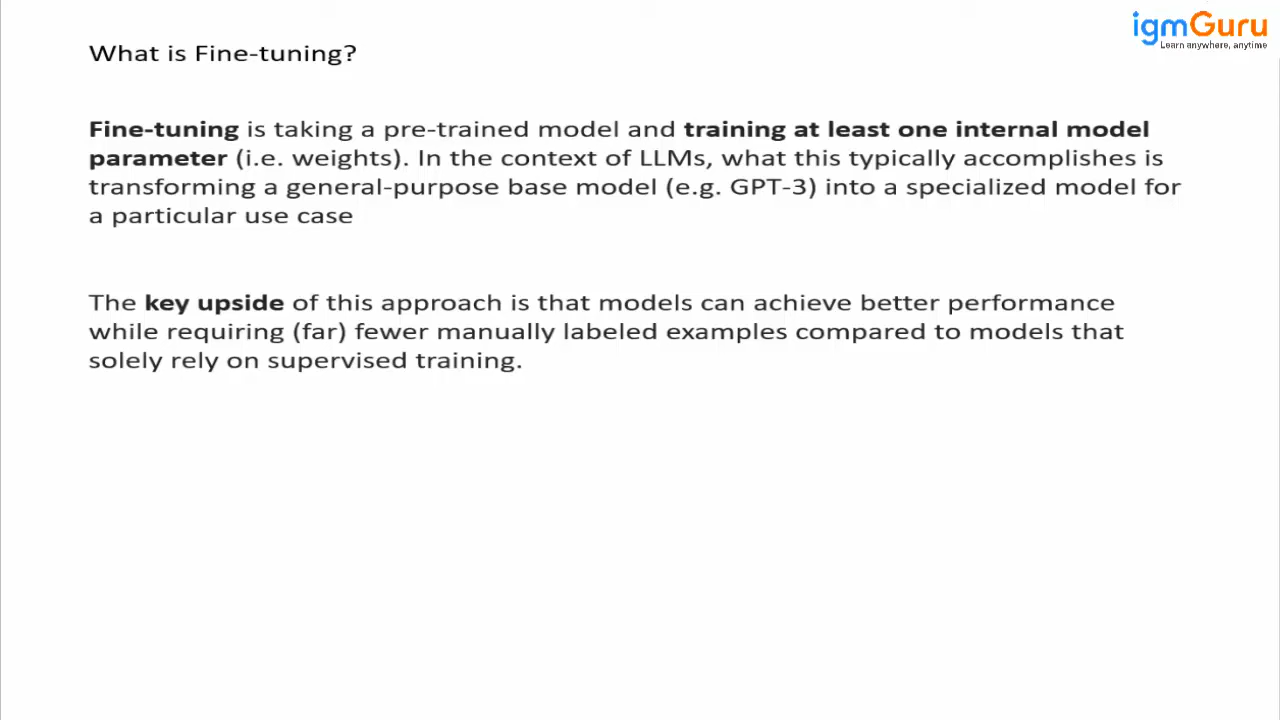 igmGuru
Learn anywhere, anytime
What is Fine-tuning?
Fine-tuning is taking a pre-trained model and training at least one internal model
parameter (i.e. weights). In the context of LLMs, what this typically accomplishes is
transforming a general-purpose base model (e.g. GPT-3) into a specialized model for
a particular use case
The key upside of this approach is that models can achieve better performance
while requiring (far) fewer manually labeled examples compared to models that
solely rely on supervised training.